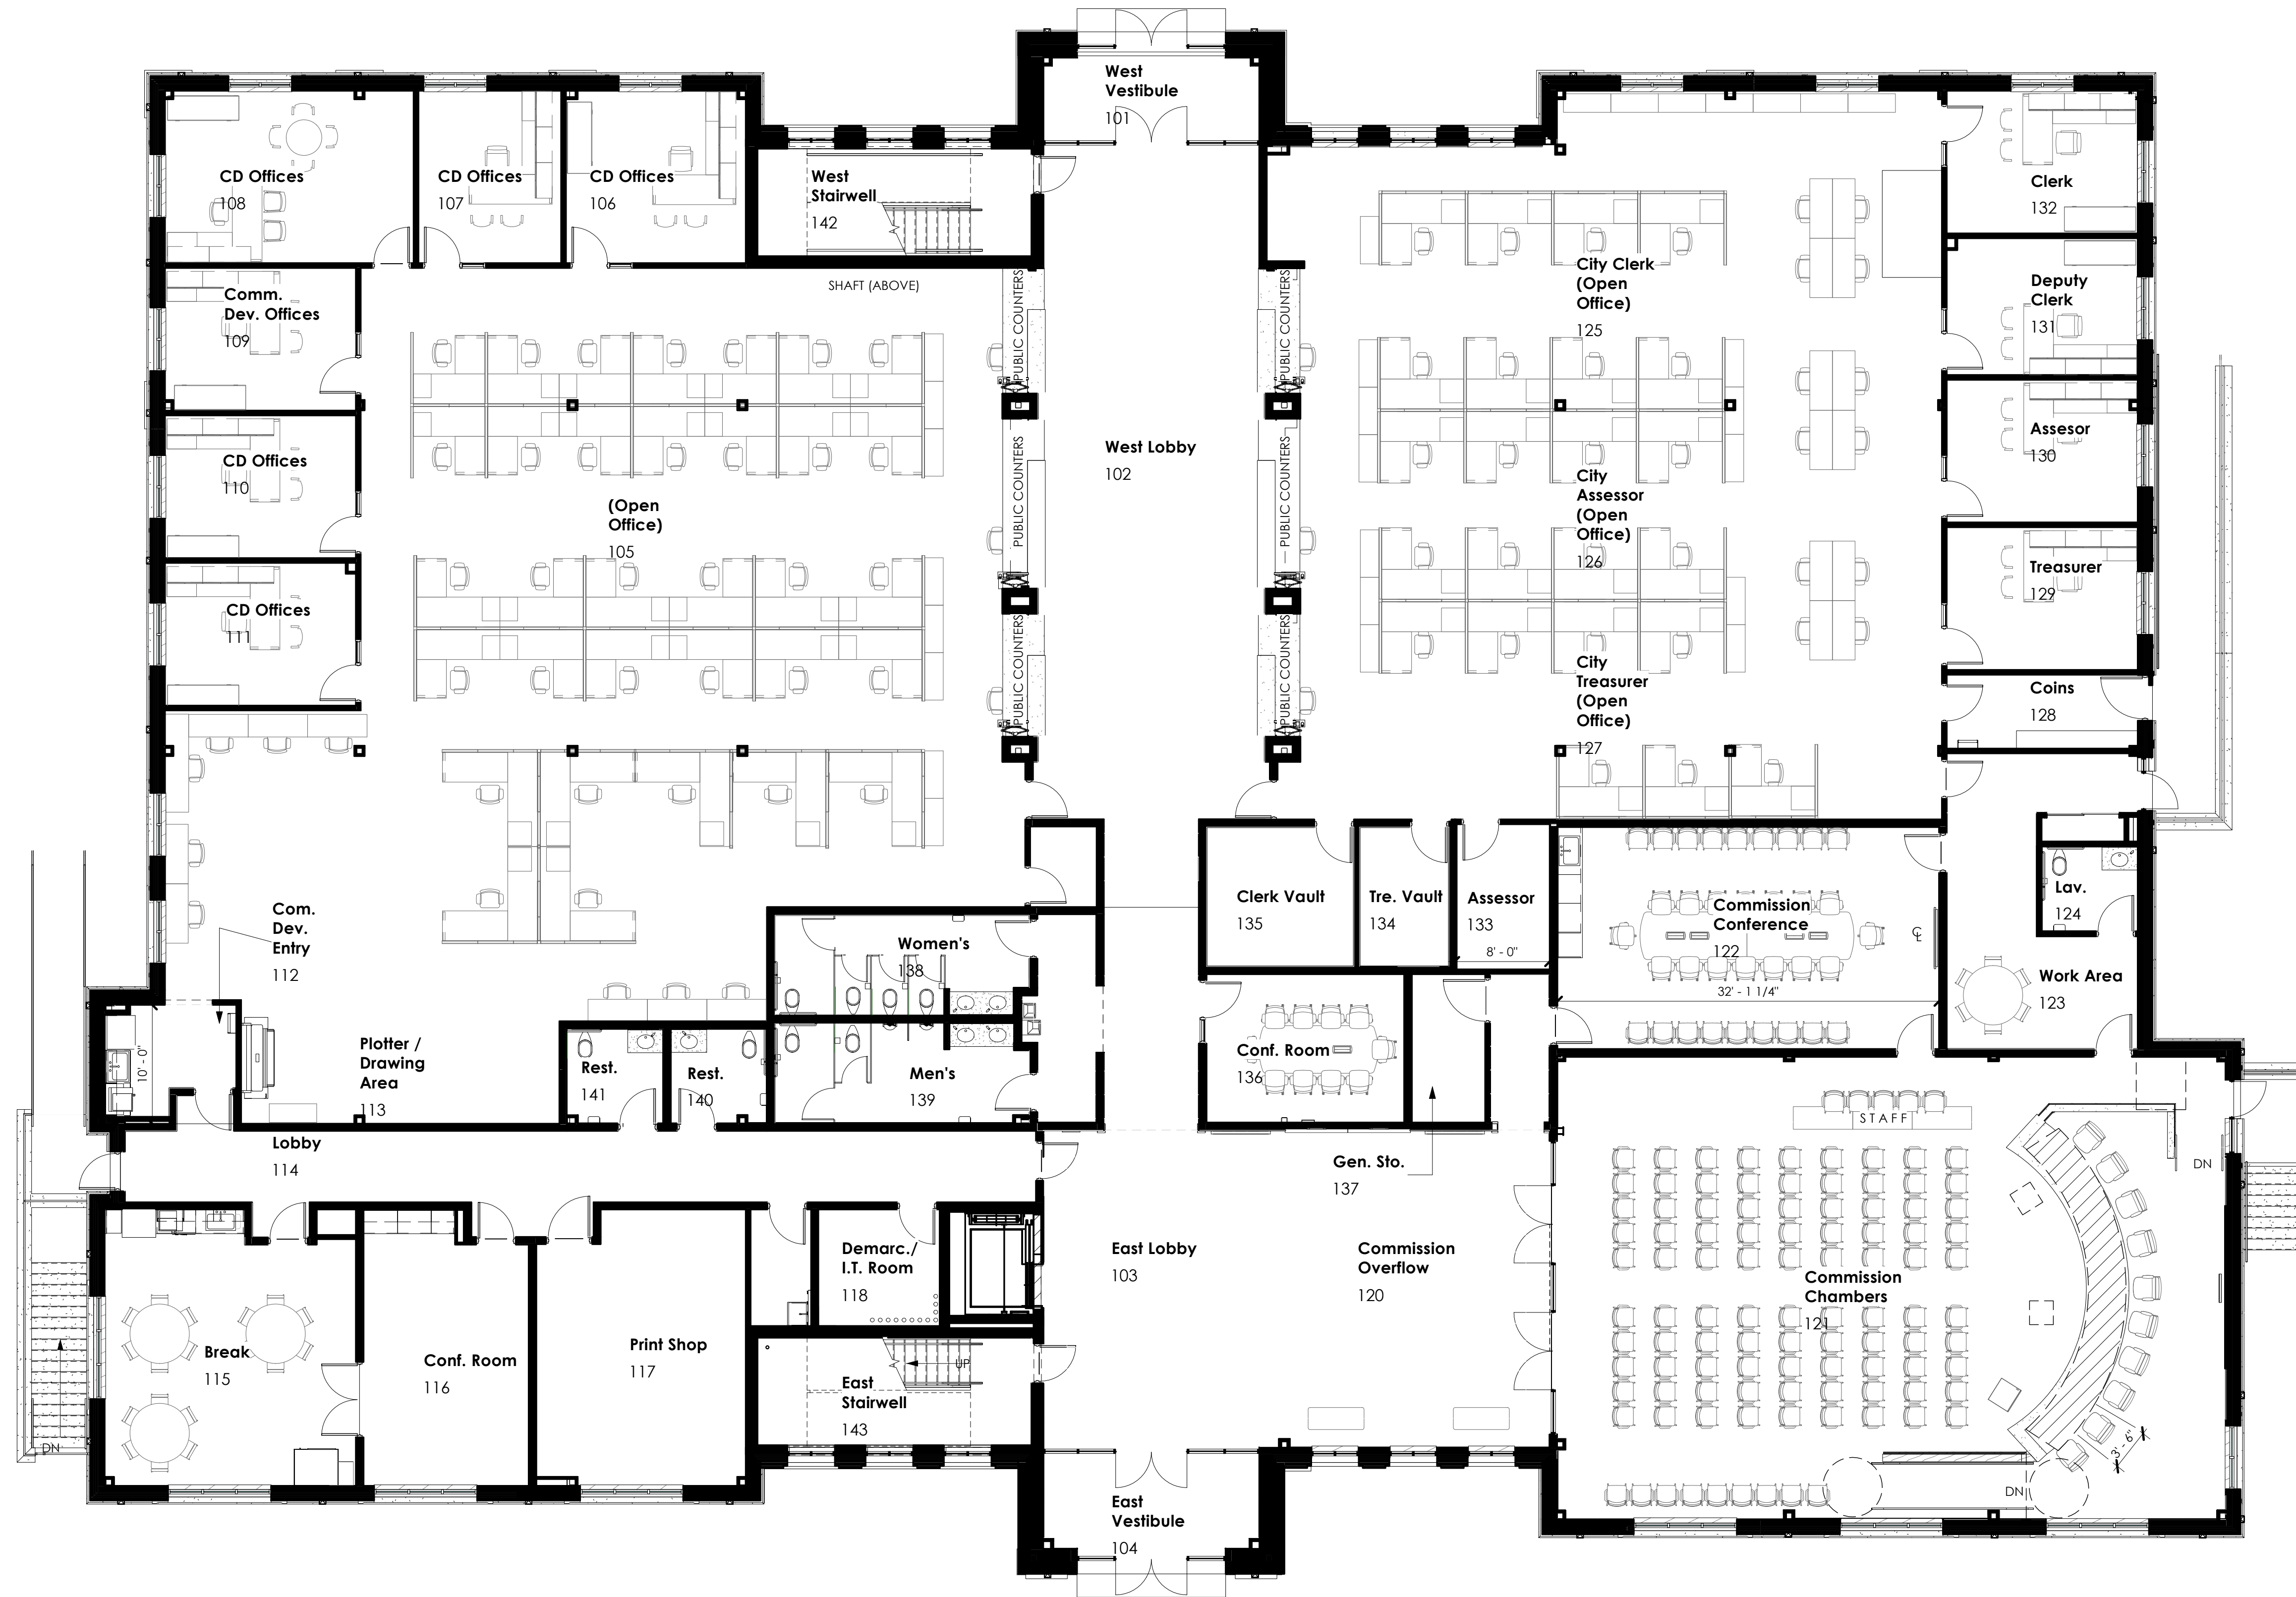 West
Vestibule
101
CD Offices
108
CD Offices
107
CD Offices
106
West
Stairwell
142
Clerk
132
SHAFT (ABOVE)
Comm.
Dev. Offices
109
PUBLIC COUNTERS
PUBLIC COUNTERS
City Clerk
(Open
Office)
125
Deputy
Clerk
131
CD Offices
110
(Open
Office)
105
PUBLIC COUNTERS
West Lobby
102
PUBLIC COUNTERS
City
Assessor
(Open
Office)
126
Assesor
130
Treasurer
129
CD Offices
111
PUBLIC COUNTERS
PUBLIC COUNTERS
City
Treasurer
(Open
Office)
127
Coins
128
Com.
Dev.
Entry
112
Women's
138
Clerk Vault
135
Tre. Vault
134
Assessor
133
8' - 0"
Commission
Conference
122
32' - 1 1/4"
CL
Lav.
124
Work Area
123
10' - 0"
Plotter /
Drawing
Area
113
Rest.
141
Rest.
140
Men's
139
Conf. Room
136
STAFF
Lobby
114
Gen. Sto.
137
DN
Demarc./
I.T. Room
118
East Lobby
103
Commission
Overflow
120
Commission
Chambers
121
Break
115
Conf. Room
116
Print Shop
117
UP
East
Stairwell
143
DN
3' - 6"
DN
East
Vestibule
104